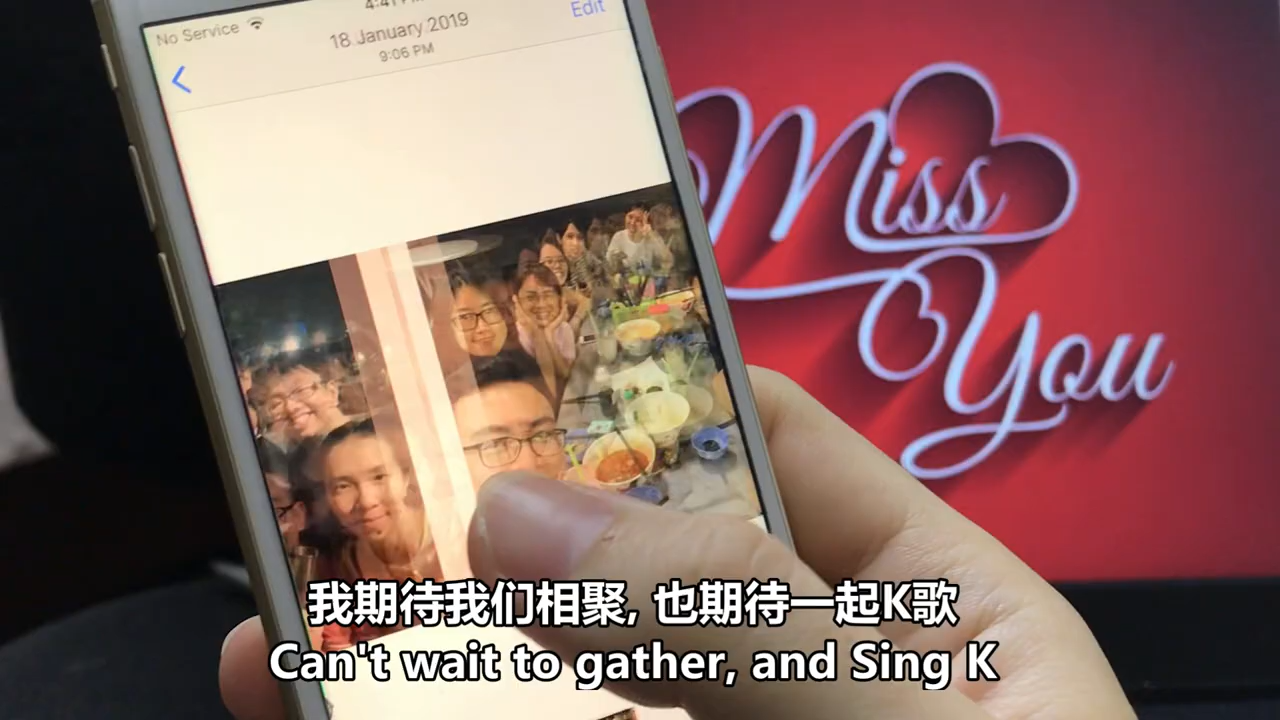 No Service
18 January 2019
Edit
9:06 PM
Miss
You
我期待我们相聚, 也期待一起K歌
Can't wait to gather, and Sing K